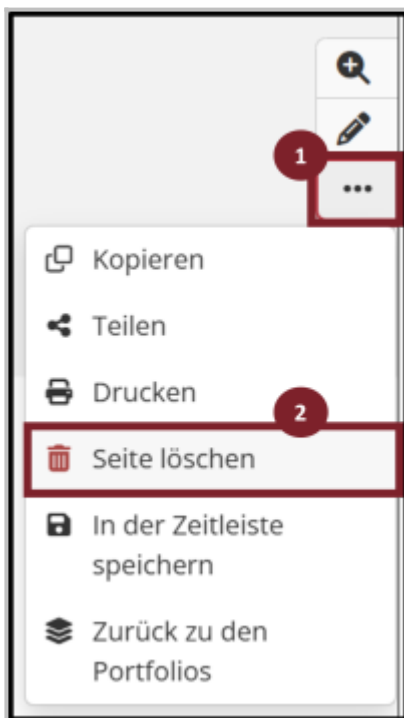 1
Kopieren
Teilen
Drucken
2
Seite löschen
In der Zeitleiste
speichern
Zurück zu den
Portfolios